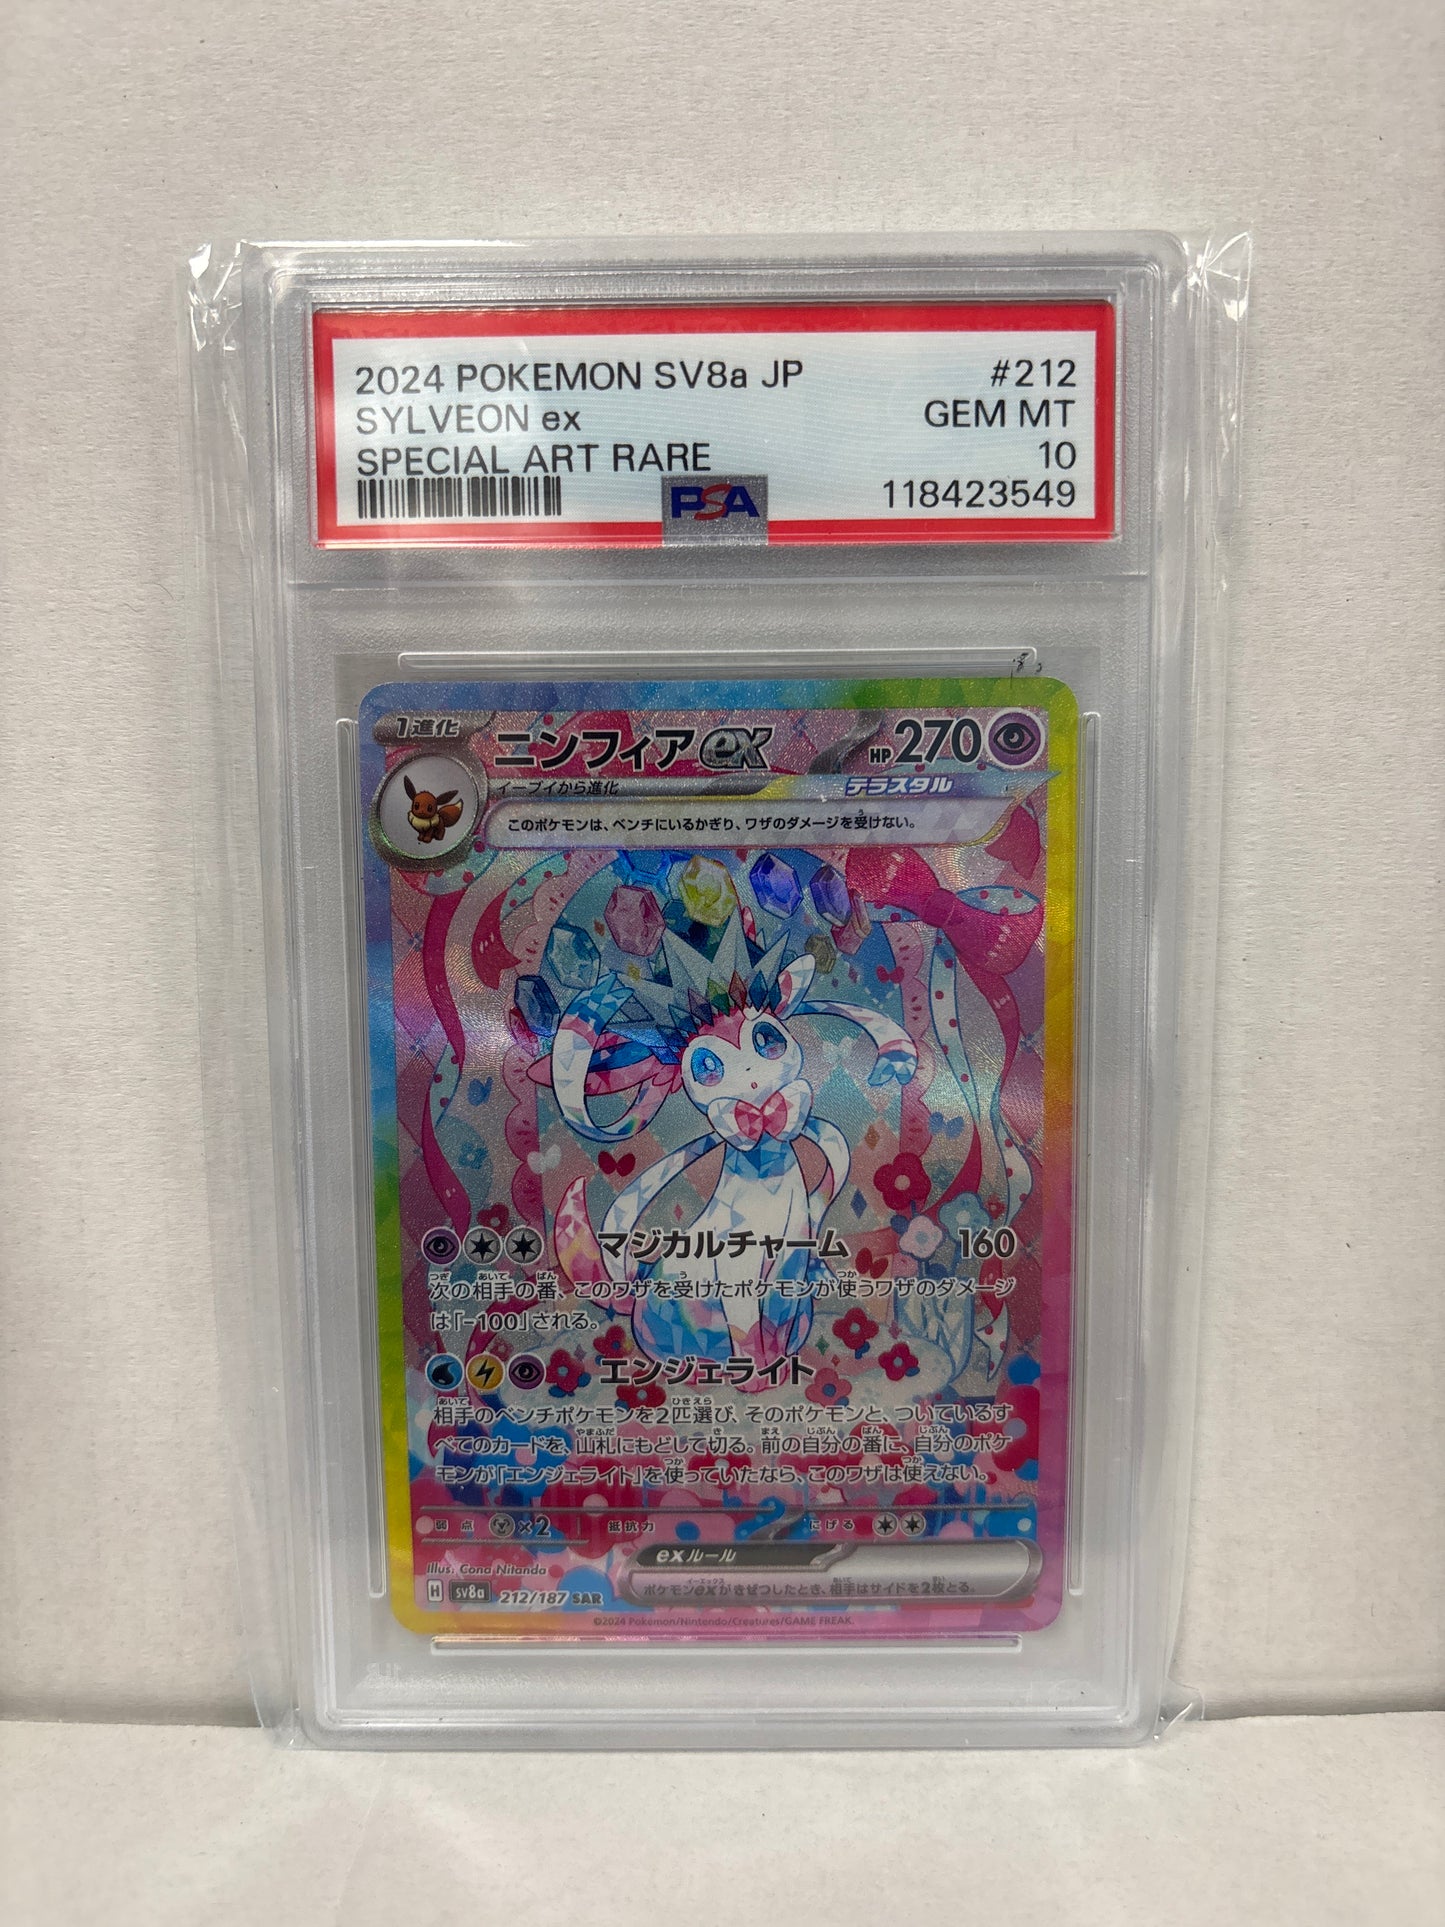 2024 POKEMON SV8a JP #212
SYLVEON ex GEM MT
SPECIAL ART RARE 10
PSA 118423549
1進化 ニンフィアex HP270
イーブイから進化 テラスタル
このポケモンは、ベンチにいるかぎり、ワザのダメージを受けない。
マジカルチャーム 160
次の相手の番、このワザを受けたポケモンが使うワザのダメージ
は「-100」される。
エンジェライト
相手のベンチポケモンを2匹選び、そのポケモンと、ついているす
べてのカードを、山札にもどして切る。前の自分の番に、自分のポケ
モンが「エンジェライト」を使っていたなら、このワザは使えない。
弱点 ×2 抵抗力 にげる
Illus. Cona Nitanda
exルール
H SV8a 212/187 SAR
ポケモンexがきぜつしたとき、相手はサイドを2枚とる。
©2024 Pokémon/Nintendo/Creatures/GAME FREAK.